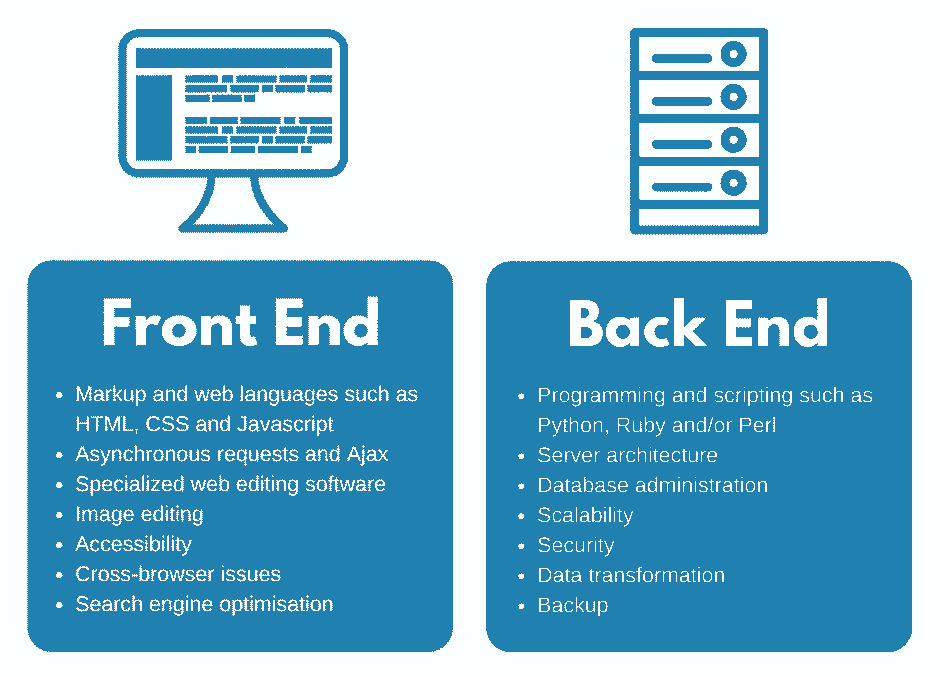 Front End
• Markup and web languages such as
HTML, CSS and Javascript
• Asynchronous requests and Ajax
• Specialized web editing software
• Image editing
• Accessibility
• Cross-browser issues
• Search engine optimisation
Back End
• Programming and scripting such as
Python, Ruby and/or Perl
• Server architecture
• Database administration
• Scalability
• Security
• Data transformation
• Backup